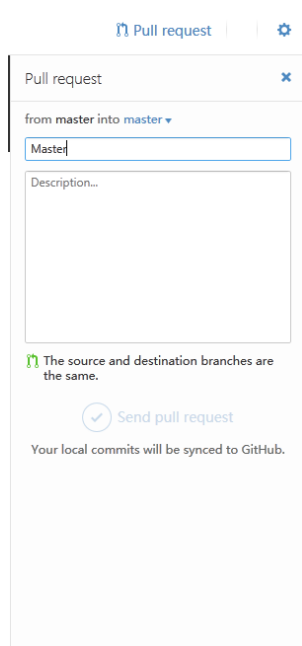 Pull request
Pull request
from master into master
Master
Description...
The source and destination branches are
the same.
Send pull request
Your local commits will be synced to GitHub.